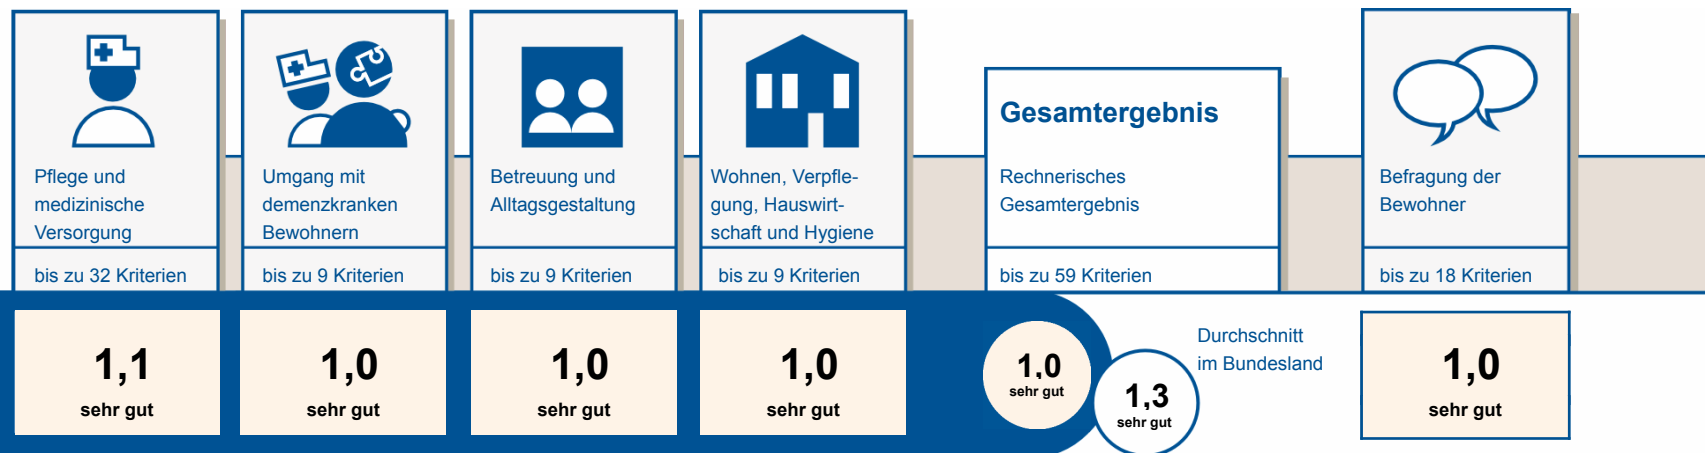 Pflege und
medizinische
Versorgung
bis zu 32 Kriterien
1,1
sehr gut
Umgang mit
demenzkranken
Bewohnern
bis zu 9 Kriterien
1,0
sehr gut
Betreuung und
Alltagsgestaltung
bis zu 9 Kriterien
1,0
sehr gut
Wohnen, Verpfle-
gung, Hauswirt-
schaft und Hygiene
bis zu 9 Kriterien
1,0
sehr gut
Gesamtergebnis
Rechnerisches
Gesamtergebnis
bis zu 59 Kriterien
1,0
sehr gut
1,3
sehr gut
Durchschnitt
im Bundesland
Befragung der
Bewohner
bis zu 18 Kriterien
1,0
sehr gut